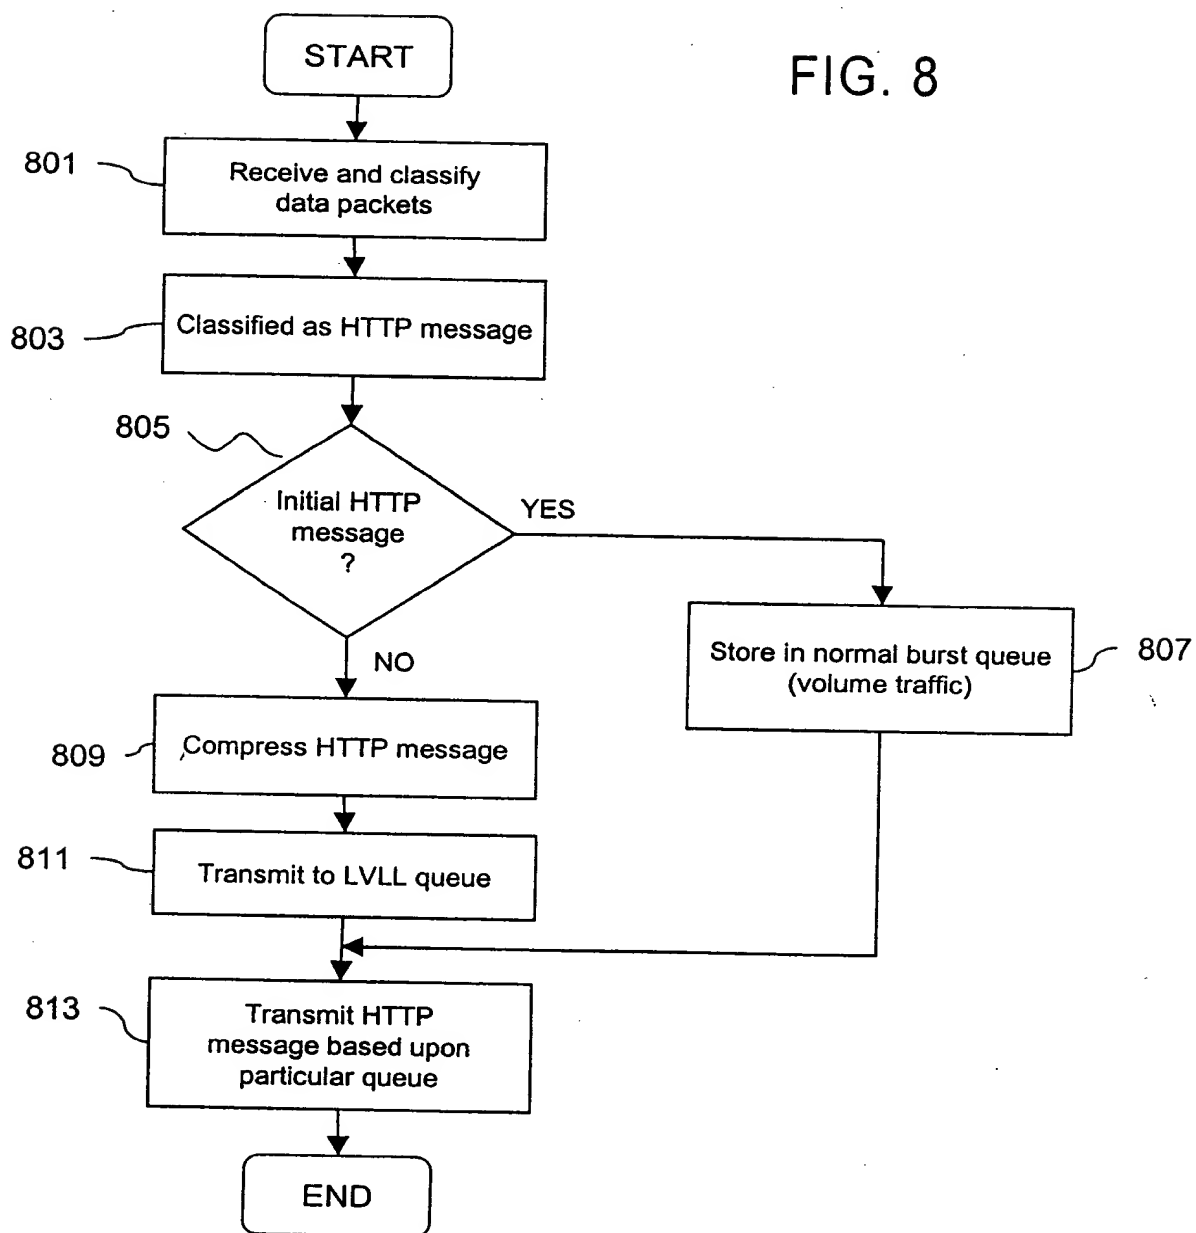 START
FIG. 8
801
Receive and classify
data packets
803
Classified as HTTP message
805
Initial HTTP
message
?
YES
NO
Store in normal burst queue
(volume traffic)
807
809
Compress HTTP message
811
Transmit to LVLL queue
813
Transmit HTTP
message based upon
particular queue
END